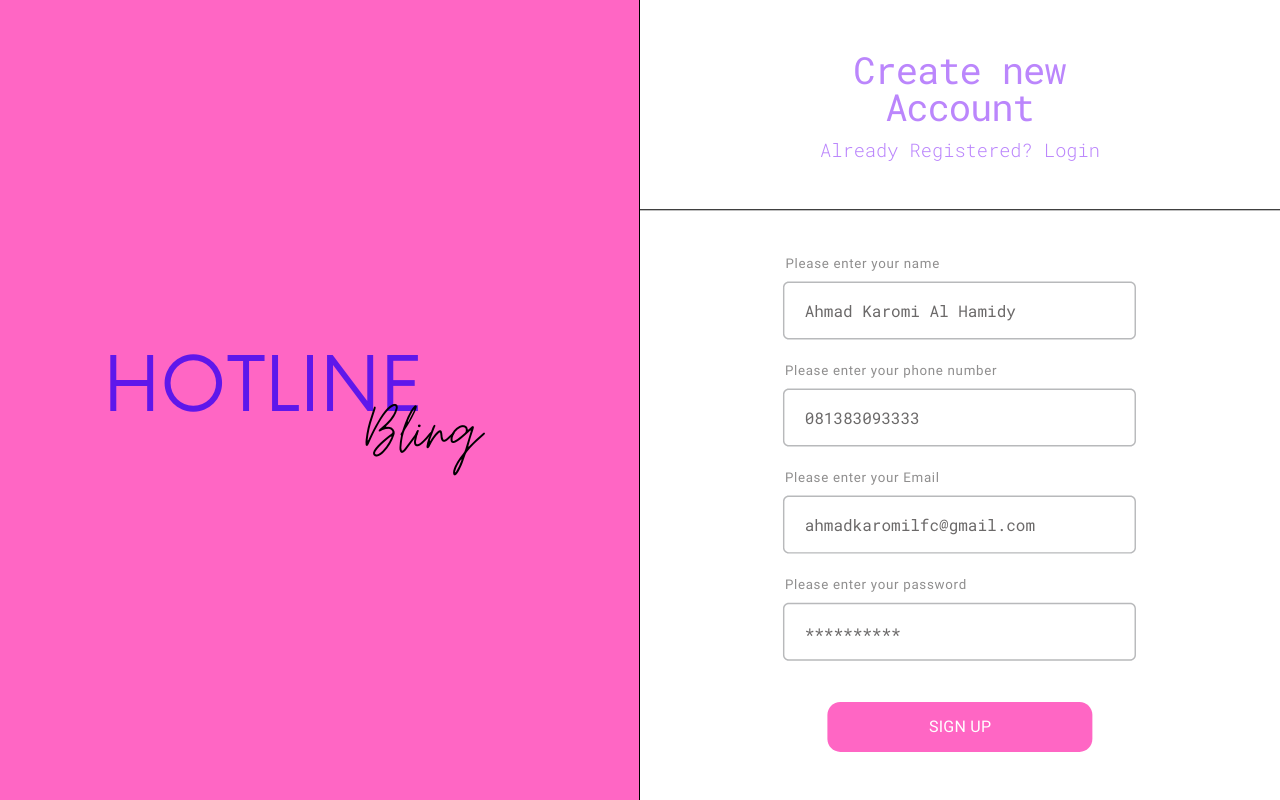 HOTLINE
Bling
Create new
Account
Already Registered? Login
Please enter your name
Ahmad Karomi Al Hamidy
Please enter your phone number
081383093333
Please enter your Email
ahmadkaromilfc@gmail.com
Please enter your password
**********
SIGN UP